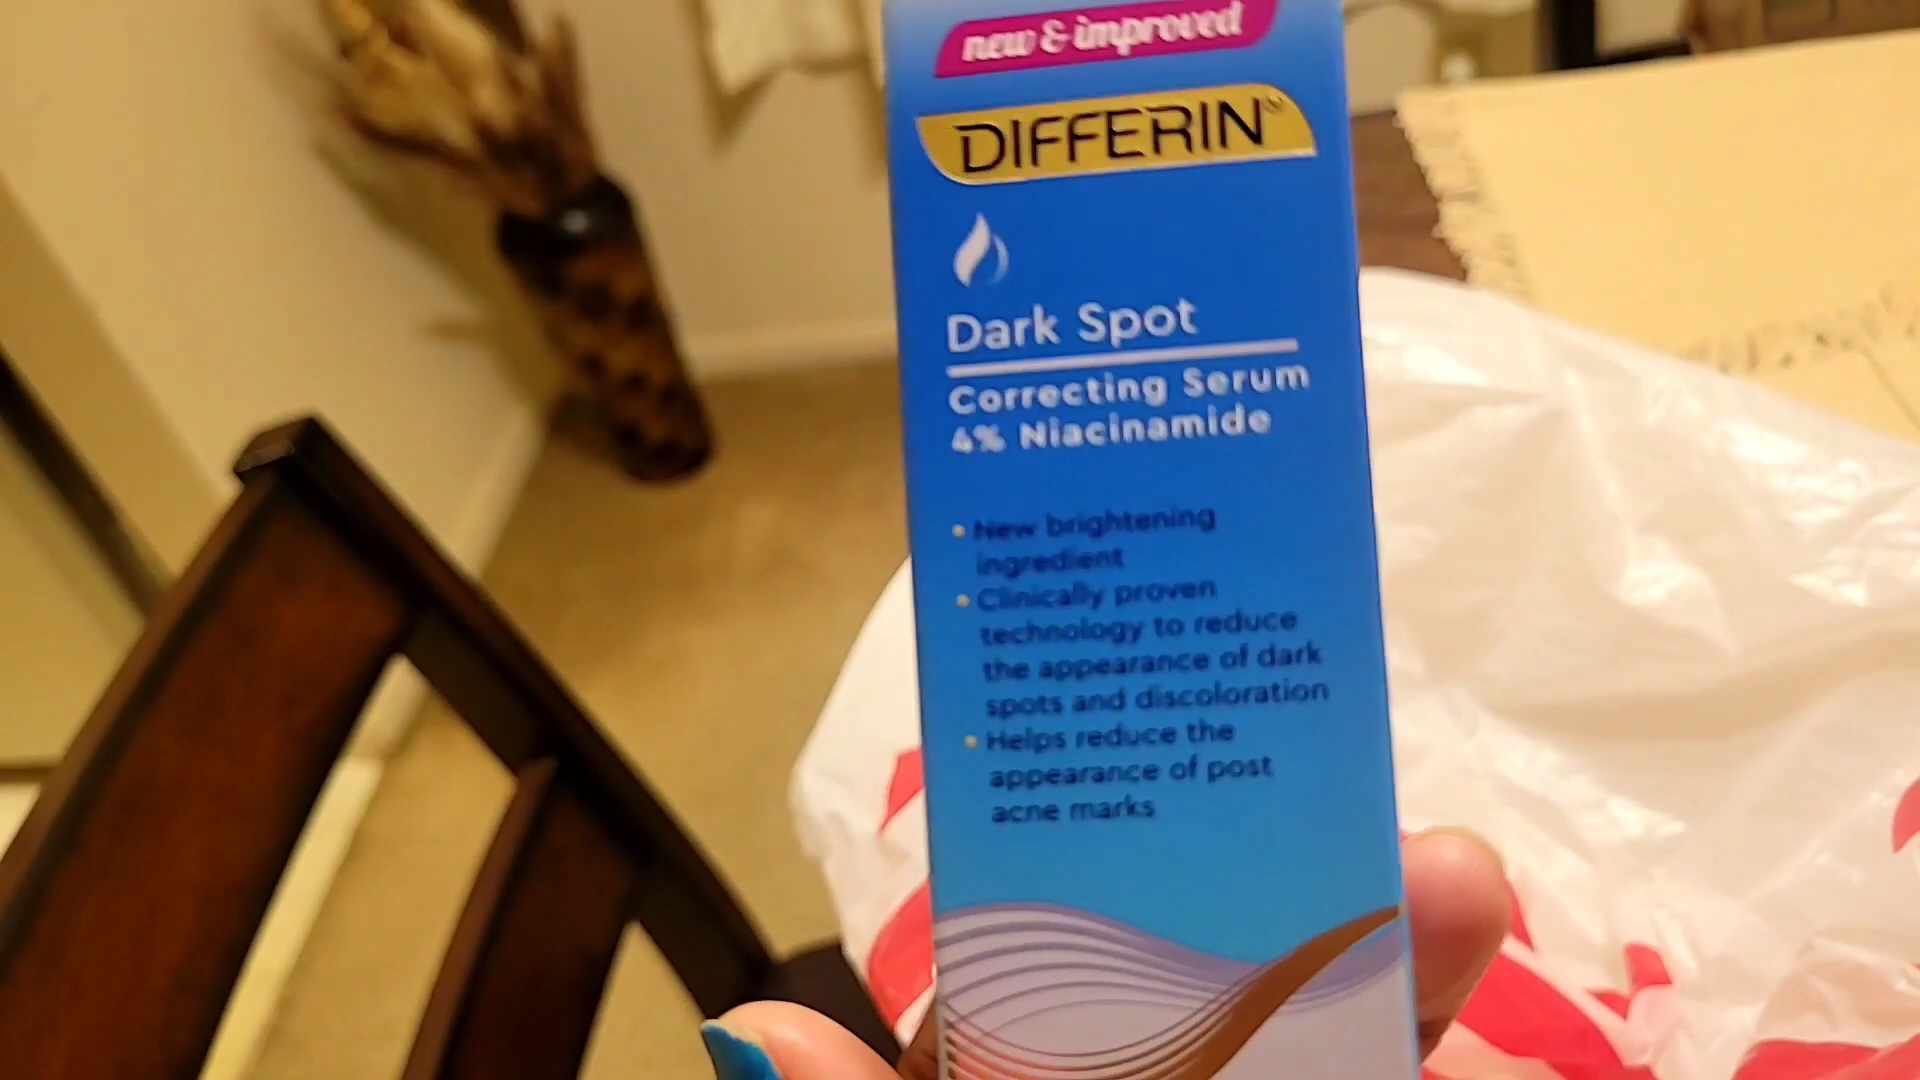 new & improved
DIFFERIN™
Dark Spot
Correcting Serum
4% Niacinamide
• New brightening
ingredient
• Clinically proven
technology to reduce
the appearance of dark
spots and discoloration
• Helps reduce the
appearance of post
acne marks